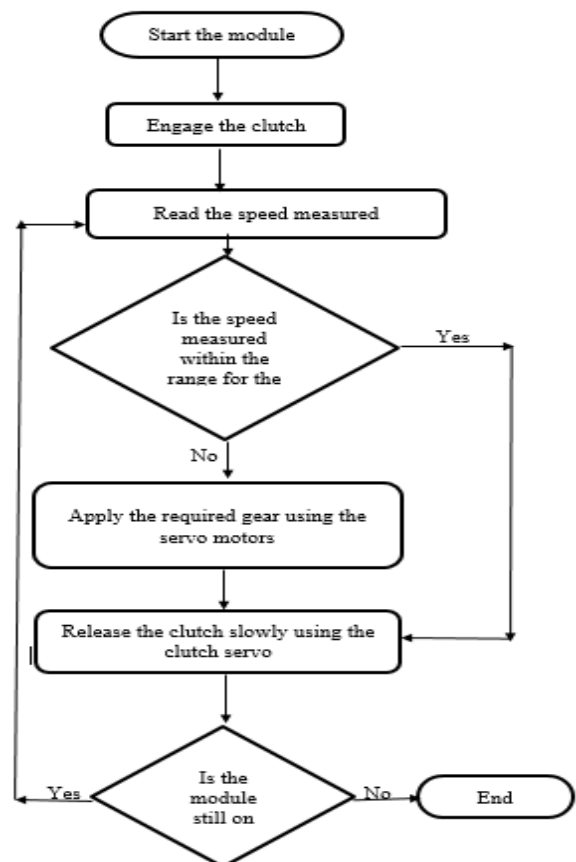 Start the module
Engage the clutch
Read the speed measured
Is the speed
measured
within the
range for the
Yes
No
Apply the required gear using the
servo motors
Release the clutch slowly using the
clutch servo
Is the
module
still on
Yes
No
End